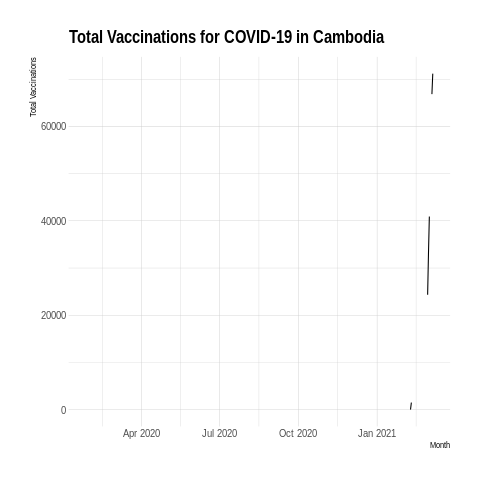 Total Vaccinations for COVID-19 in Cambodia
Total Vaccinations
60000
40000
20000
0
Apr 2020 Jul 2020 Oct 2020 Jan 2021
Month